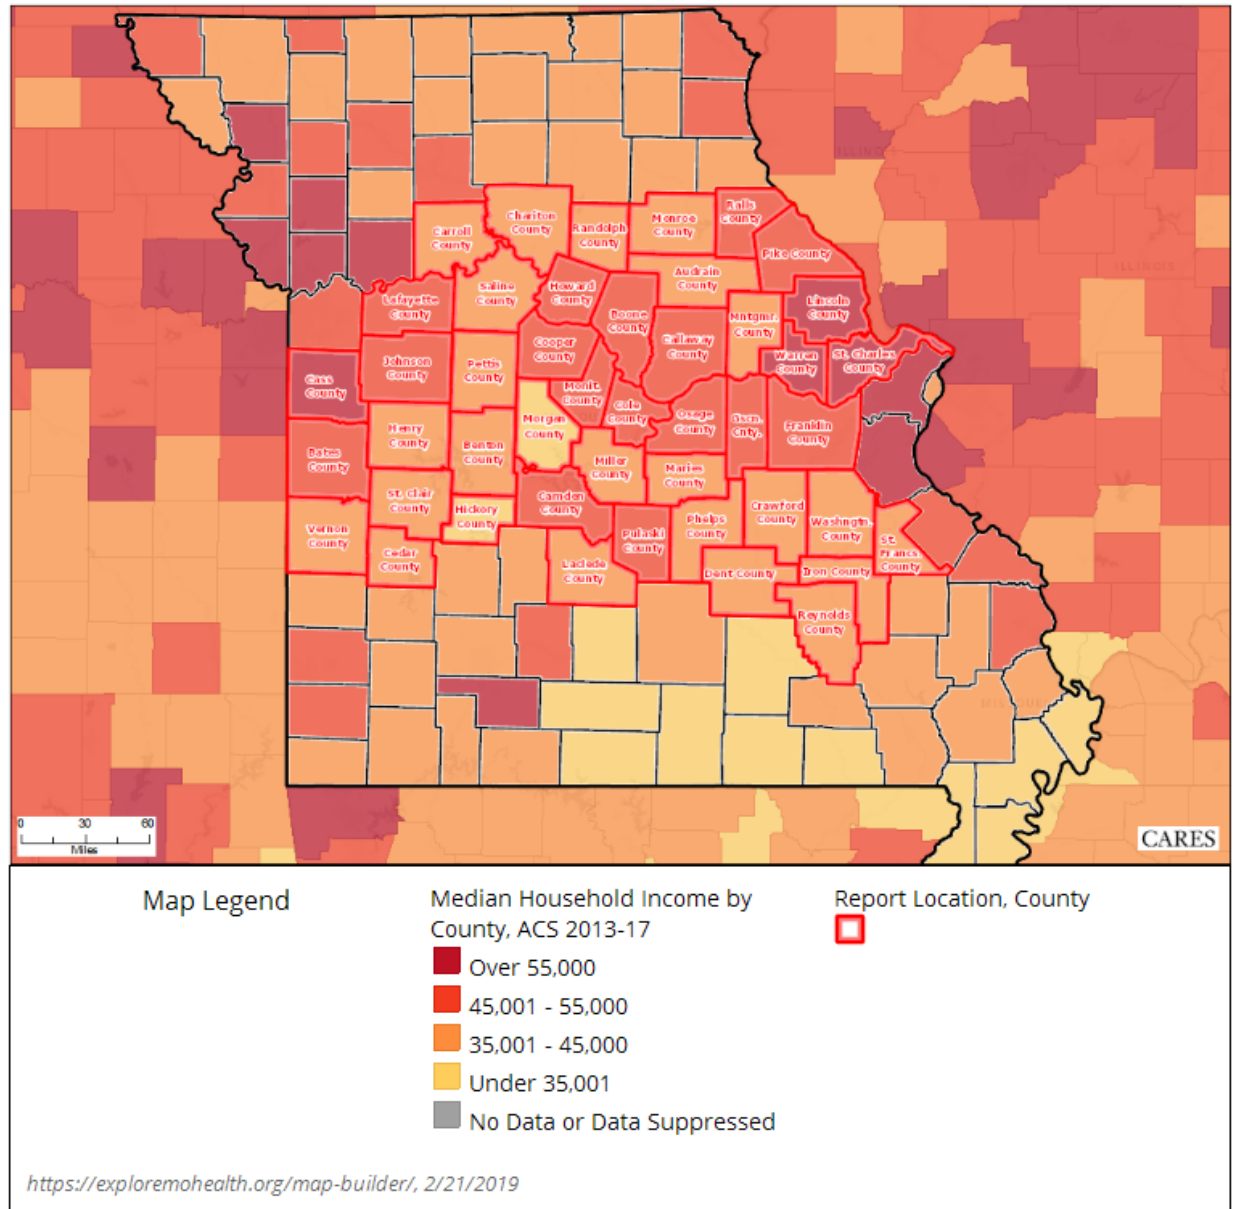 ILLINOIS
Ralls
County
Chariton
County
Monroe
County
Randolph
County
Carroll
County
Pike County
ILLINOIS
Audrain
County
Saline
County
Howard
County
Lafayette
County
Lincoln
County
Boone
County
Mntgmr.
County
Callaway
County
Cooper
County
Warren
County
St. Charles
County
Johnson
County
Pettis
County
Cass
County
Monit.
County
Cole
County
Morgan
County
Osage
County
Gscn.
Cnty.
Franklin
County
Henry
County
Benton
County
Bates
County
Miller
County
Maries
County
St. Clair
County
Camden
County
Hickory
County
Crawford
County
Phelps
County
Washngtn.
County
Vernon
County
Pulaski
County
St.
Francs.
County
Cedar
County
Laclede
County
Dent County
Iron County
Reynolds
County
0 30 60
Miles
CARES
Map Legend
Median Household Income by
County, ACS 2013-17
Over 55,000
45,001 - 55,000
35,001 - 45,000
Under 35,001
No Data or Data Suppressed
Report Location, County
https://exploremohealth.org/map-builder/, 2/21/2019